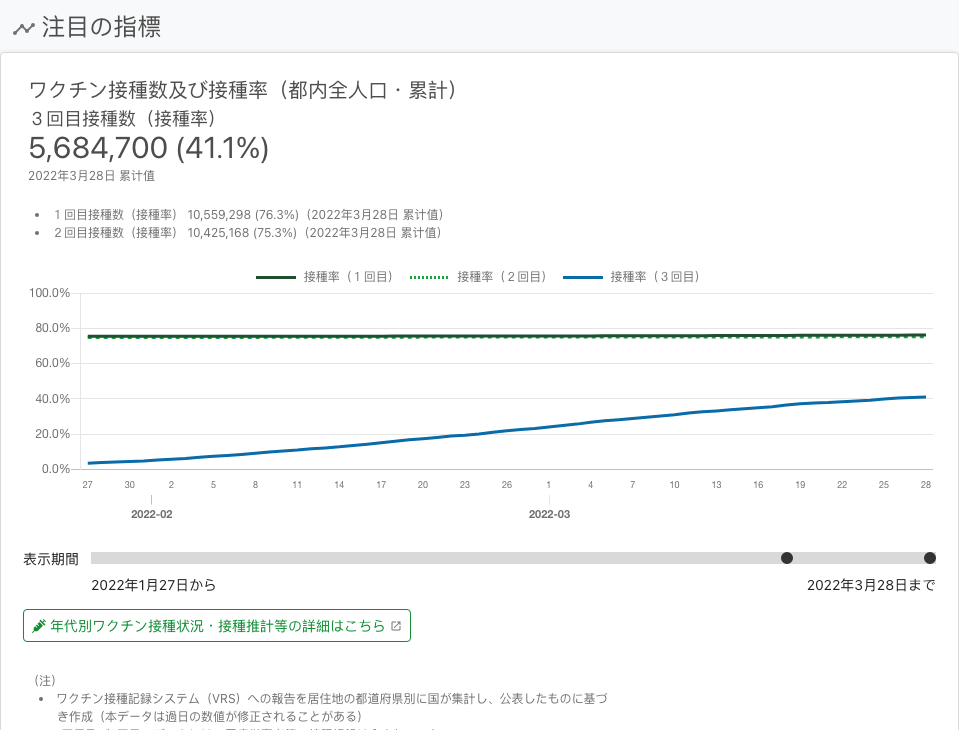 注目の指標
ワクチン接種数及び接種率（都内全人口・累計）
３回目接種数（接種率）
5,684,700 (41.1%)
2022年3月28日 累计值
• １回目接種数（接種率） 10,559,298 (76.3%)（2022年3月28日 累计值）
• ２回目接種数（接種率） 10,425,168 (75.3%)（2022年3月28日 累计值）
接種率（１回目） 接種率（２回目） 接種率（３回目）
100.0%
80.0%
60.0%
40.0%
20.0%
0.0%
27 30 2 5 8 11 14 17 20 23 26 1 4 7 10 13 16 19 22 25 28
2022-02 2022-03
表示期間
2022年1月27日から 2022年3月28日まで
年代別ワクチン接種状況・接種推計等の詳細はこちら
（注）
• ワクチン接種記録システム（VRS）への報告を居住地の都道府県別に国が集計し、公表したものに基づ
き作成（本データは過日の数値が修正されることがある）